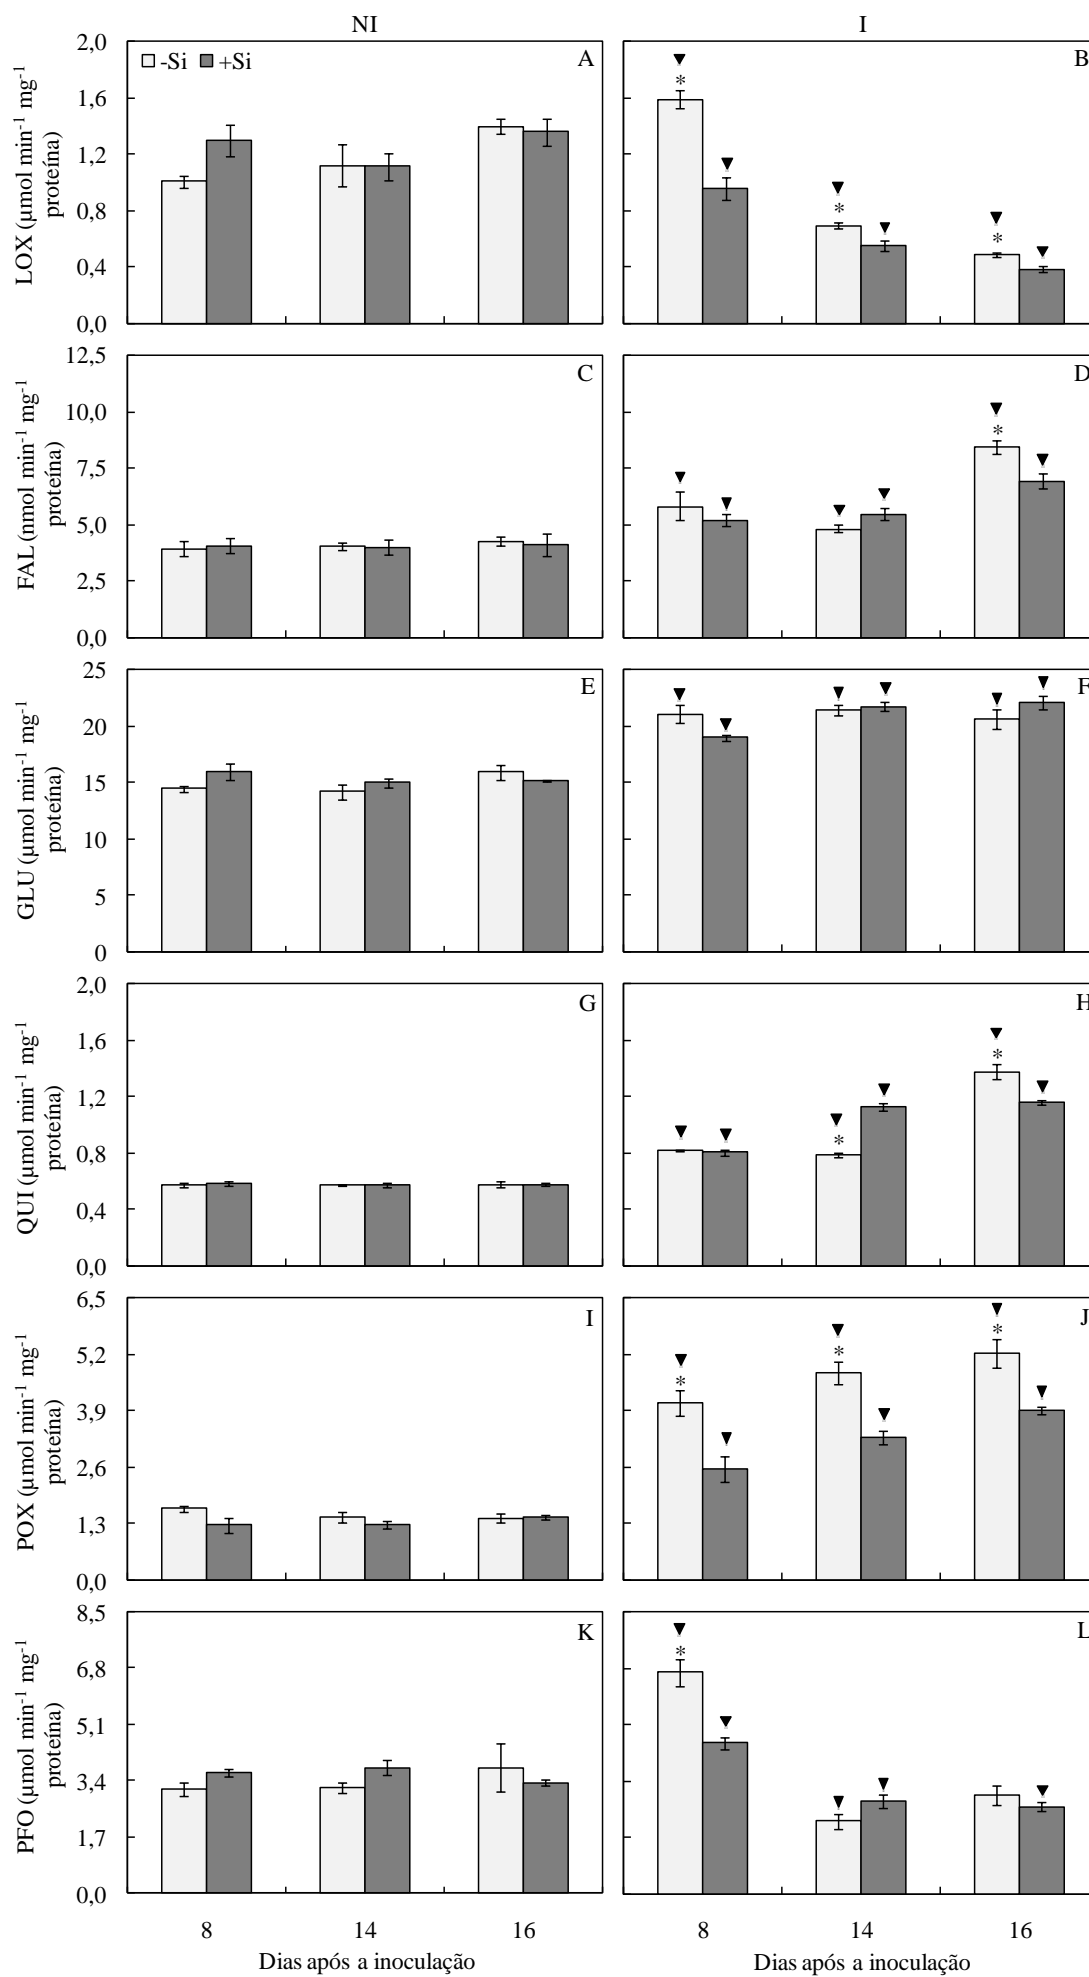 NI
I
2,0
1,6
1,2
0,8
0,4
0,0
LOX (µmol min⁻¹ mg⁻¹
proteína)
-Si +Si
A
B
▼ ▼ ▼ ▼ ▼ ▼
* * *
12,5
10,0
7,5
5,0
2,5
0,0
FAL (nmol min⁻¹ mg⁻¹
proteína)
C
D
▼ ▼ ▼ ▼ ▼ ▼
*
25
20
15
10
5
0
GLU (µmol min⁻¹ mg⁻¹
proteína)
E
F
▼ ▼ ▼ ▼ ▼ ▼
2,0
1,6
1,2
0,8
0,4
0,0
QUI (µmol min⁻¹ mg⁻¹
proteína)
G
H
▼ ▼ ▼ ▼ ▼ ▼
* *
6,5
5,2
3,9
2,6
1,3
0,0
POX (µmol min⁻¹ mg⁻¹
proteína)
I
J
▼ ▼ ▼ ▼ ▼ ▼
* * *
8,5
6,8
5,1
3,4
1,7
0,0
PFO (µmol min⁻¹ mg⁻¹
proteína)
K
L
▼ ▼ ▼ ▼ ▼
*
8 14 16
8 14 16
Dias após a inoculação
Dias após a inoculação